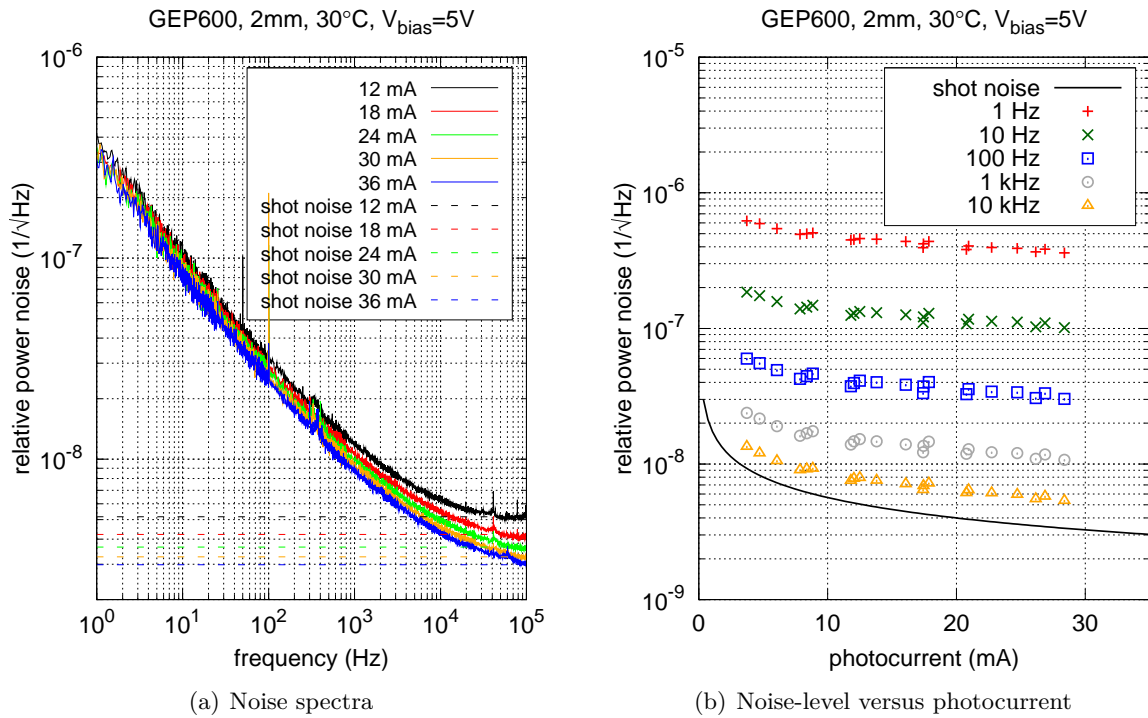 GEP600, 2mm, 30°C, V_bias=5V
10^-6
10^-7
10^-8
relative power noise (1/√Hz)
12 mA
18 mA
24 mA
30 mA
36 mA
shot noise 12 mA
shot noise 18 mA
shot noise 24 mA
shot noise 30 mA
shot noise 36 mA
10^0 10^1 10^2 10^3 10^4 10^5
frequency (Hz)
(a) Noise spectra
GEP600, 2mm, 30°C, V_bias=5V
10^-5
10^-6
10^-7
10^-8
10^-9
relative power noise (1/√Hz)
shot noise
1 Hz
10 Hz
100 Hz
1 kHz
10 kHz
0 10 20 30
photocurrent (mA)
(b) Noise-level versus photocurrent